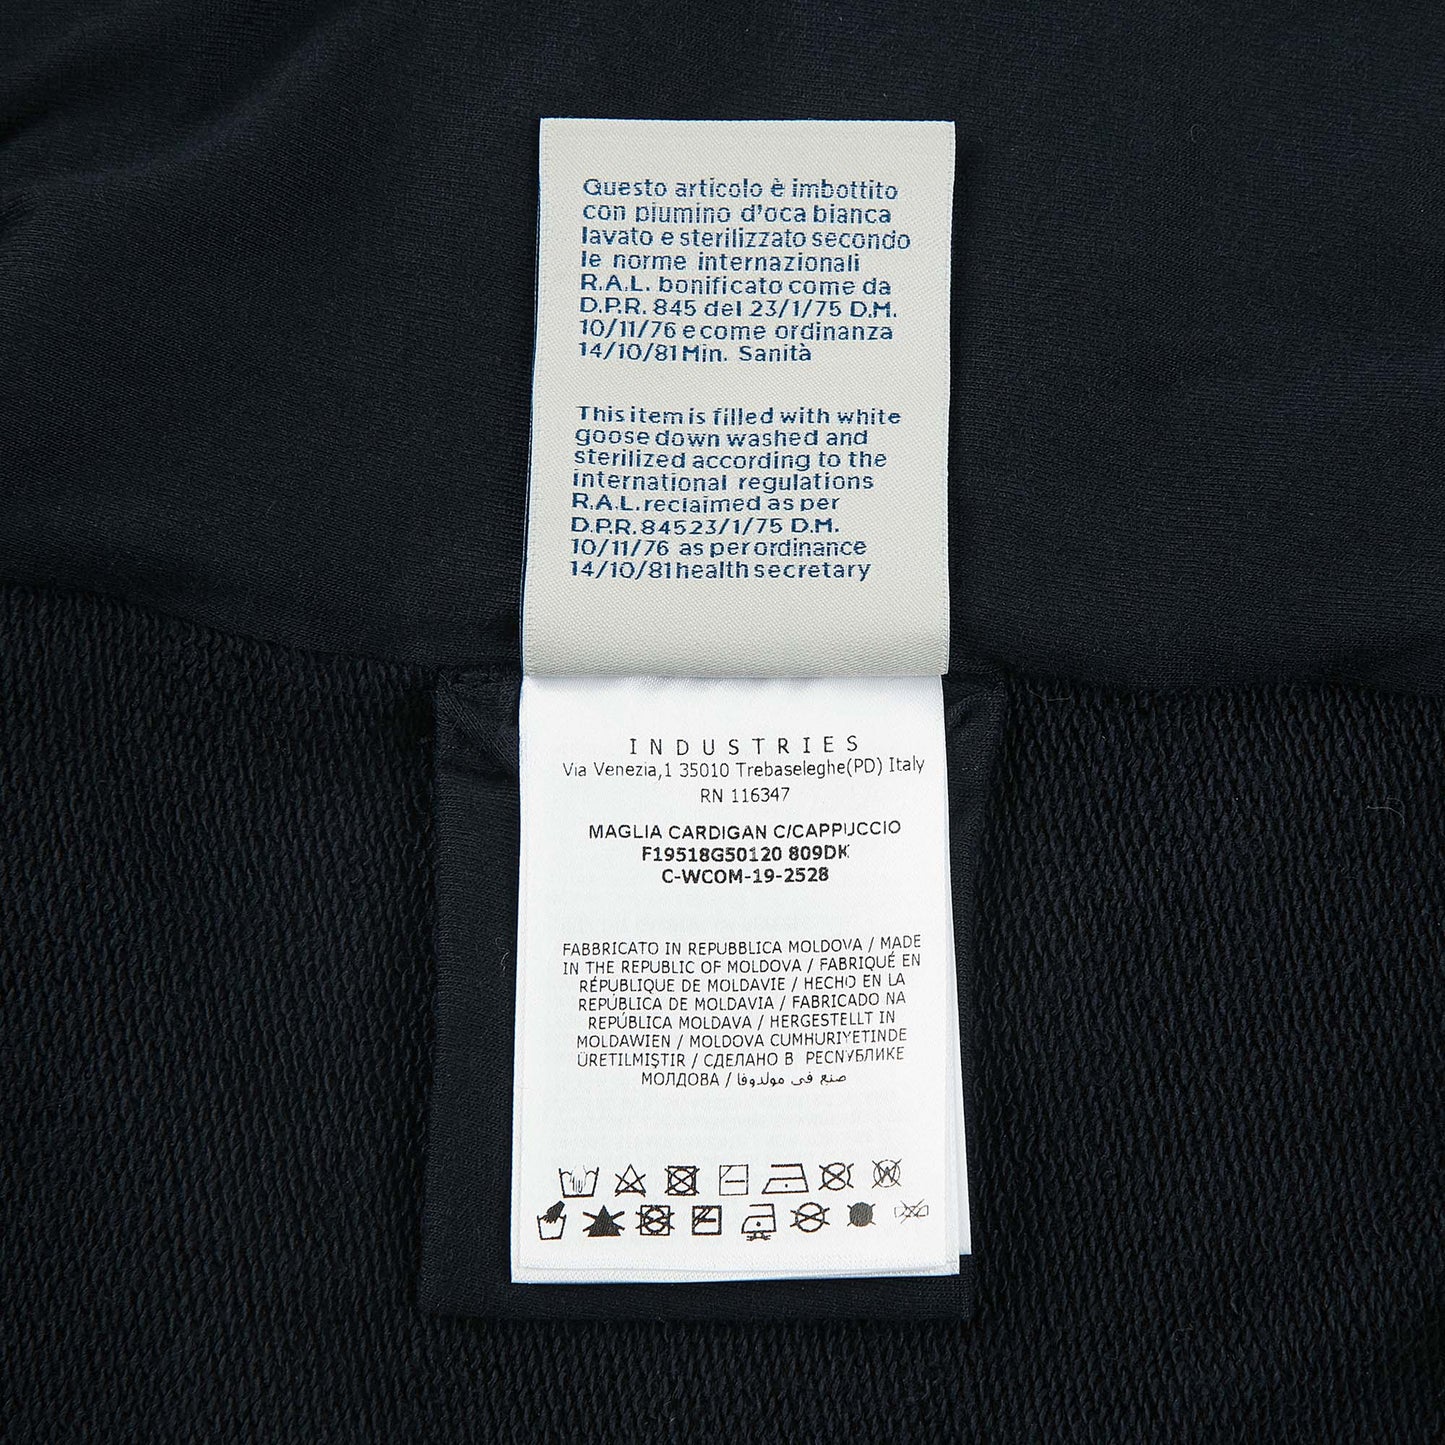 Questo articolo è imbottito
con piumino d'oca bianca
lavato e sterilizzato secondo
le norme internazionali
R.A.L. bonificato come da
D.P.R. 845 del 23/1/75 D.M.
10/11/76 e come ordinanza
14/10/81 Min. Sanità
This item is filled with white
goose down washed and
sterilized according to the
international regulations
R.A.L. reclaimed as per
D.P.R. 845 23/1/75 D.M.
10/11/76 as per ordinance
14/10/81 health secretary
INDUSTRIES
Via Venezia,1 35010 Trebaseleghe(PD) Italy
RN 116347
MAGLIA CARDIGAN C/CAPPUCCIO
F19518G50120 809DK
C-WCOM-19-2528
FABBRICATO IN REPUBBLICA MOLDOVA / MADE
IN THE REPUBLIC OF MOLDOVA / FABRIQUÉ EN
RÉPUBLIQUE DE MOLDAVIE / HECHO EN LA
REPÚBLICA DE MOLDAVIA / FABRICADO NA
REPÚBLICA MOLDAVA / HERGESTELLT IN
MOLDAWIEN / MOLDOVA CUMHURIYETINDE
ÜRETILMIŞTIR / СДЕЛАНО В РЕСПУБЛИКЕ
МОЛДОВА / صنع في مولدوفا
W